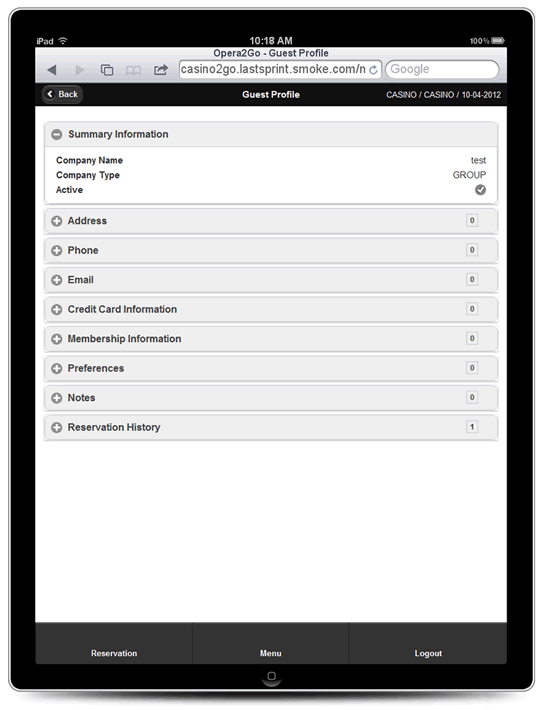 iPad 10:18 AM 100%
Opera2Go - Guest Profile
casino2go.lastsprint.smoke.com/n Google
Back Guest Profile CASINO / CASINO / 10-04-2012
Summary Information
Company Name test
Company Type GROUP
Active
Address 0
Phone 0
Email 0
Credit Card Information 0
Membership Information 0
Preferences 0
Notes 0
Reservation History 1
Reservation Menu Logout